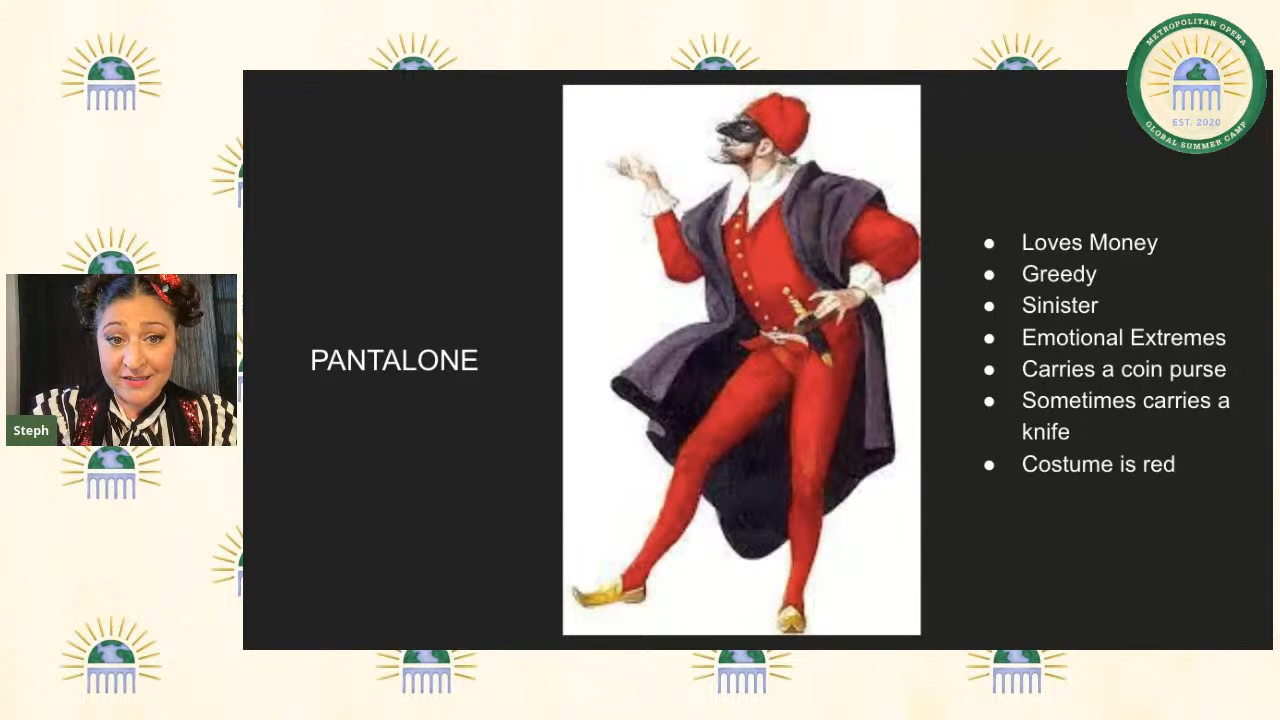 METROPOLITAN OPERA
EST. 2020
GLOBAL SUMMER CAMP
Steph
PANTALONE
● Loves Money
● Greedy
● Sinister
● Emotional Extremes
● Carries a coin purse
● Sometimes carries a
knife
● Costume is red